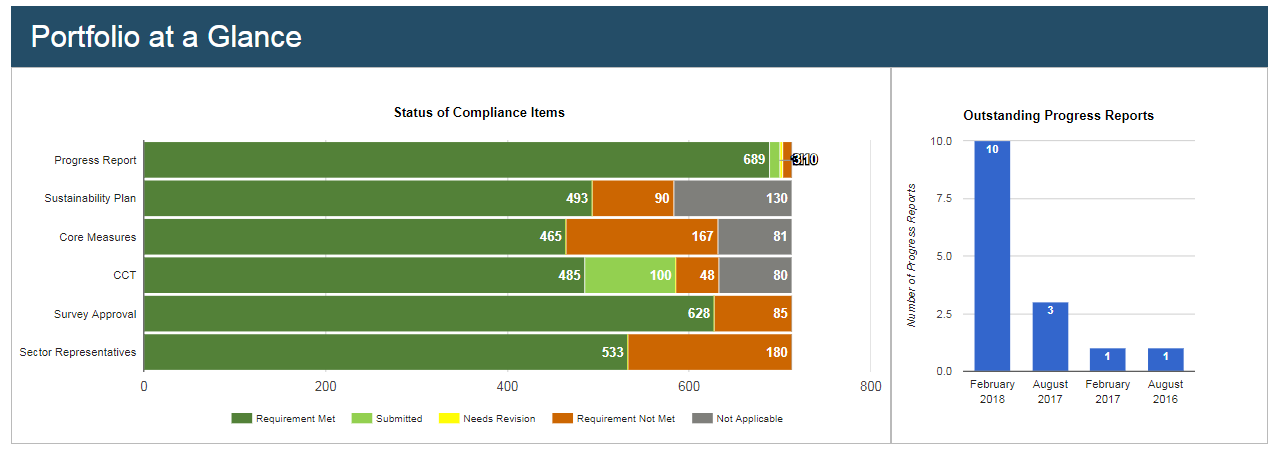 Portfolio at a Glance
Status of Compliance Items
Progress Report
689
Sustainability Plan
493 90 130
Core Measures
465 167 81
CCT
485 100 48 80
Survey Approval
628 85
Sector Representatives
533 180
0 200 400 600 800
Requirement Met Submitted Needs Revision Requirement Not Met Not Applicable
Outstanding Progress Reports
Number of Progress Reports
10.0
7.5
5.0
2.5
0.0
10
3
1
1
February 2018
August 2017
February 2017
August 2016